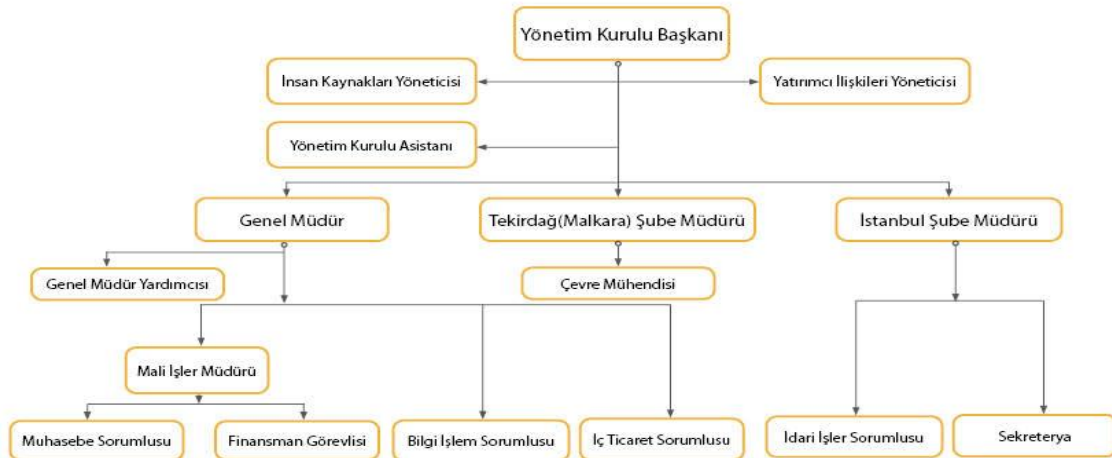 Yönetim Kurulu Başkanı
İnsan Kaynakları Yöneticisi
Yatırımcı İlişkileri Yöneticisi
Yönetim Kurulu Asistanı
Genel Müdür
Tekirdağ(Malkara) Şube Müdürü
İstanbul Şube Müdürü
Genel Müdür Yardımcısı
Çevre Mühendisi
Mali İşler Müdürü
Muhasebe Sorumlusu
Finansman Görevlisi
Bilgi İşlem Sorumlusu
İç Ticaret Sorumlusu
İdari İşler Sorumlusu
Sekreterya